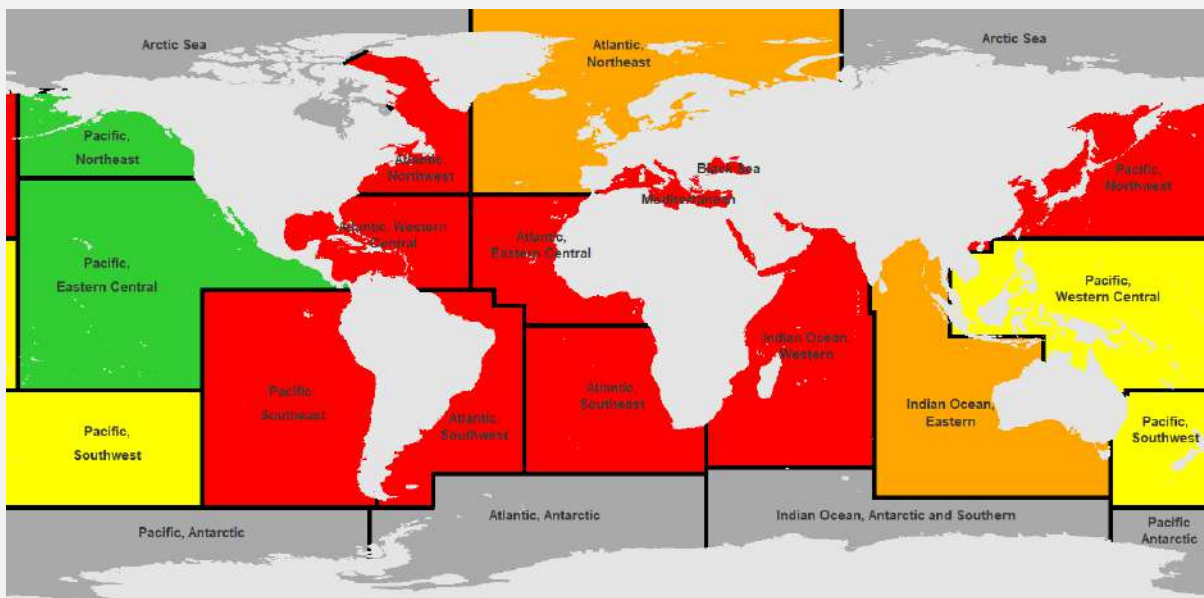 Arctic Sea
Atlantic,
Northeast
Arctic Sea
Pacific,
Northeast
Atlantic,
Northwest
Black Sea
Mediterranean
Pacific,
Northwest
Atlantic, Western
Central
Atlantic,
Eastern Central
Pacific,
Eastern Central
Pacific,
Western Central
Indian Ocean,
Western
Pacific,
Southeast
Atlantic,
Southwest
Atlantic,
Southeast
Indian Ocean,
Eastern
Pacific,
Southwest
Pacific,
Southwest
Pacific, Antarctic
Atlantic, Antarctic
Indian Ocean, Antarctic and Southern
Pacific
Antarctic